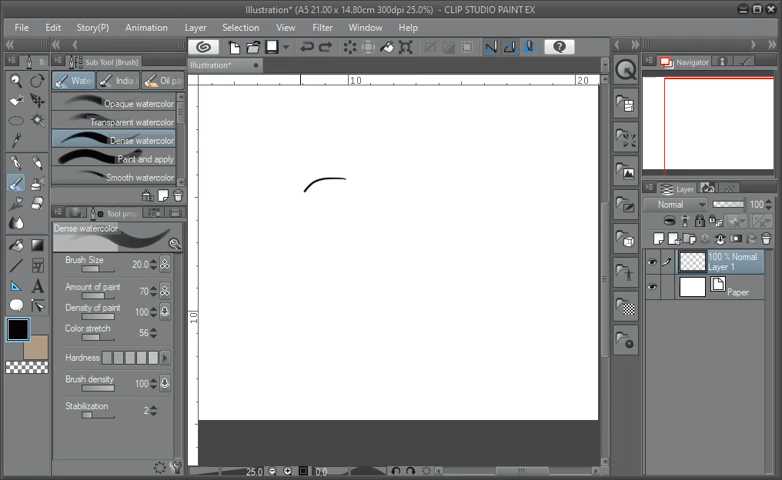 Illustration* (A5 21.00 x 14.80cm 300dpi 25.0%) - CLIP STUDIO PAINT EX
File Edit Story(P) Animation Layer Selection View Filter Window Help
Sub Tool [Brush]
Illustration*
Navigator
Wate India Oil pa
10 20
Opaque watercolor
Transparent watercolor
Dense watercolor
Paint and apply
Smooth watercolor
Tool prop
Dense watercolor
Brush Size 20.0
Amount of paint 70
Density of paint 100
Color stretch 56
Hardness
Brush density 100
Stabilization 2
10
25.0 0.0
Layer
Normal 100
100 % Normal
Layer 1
Paper